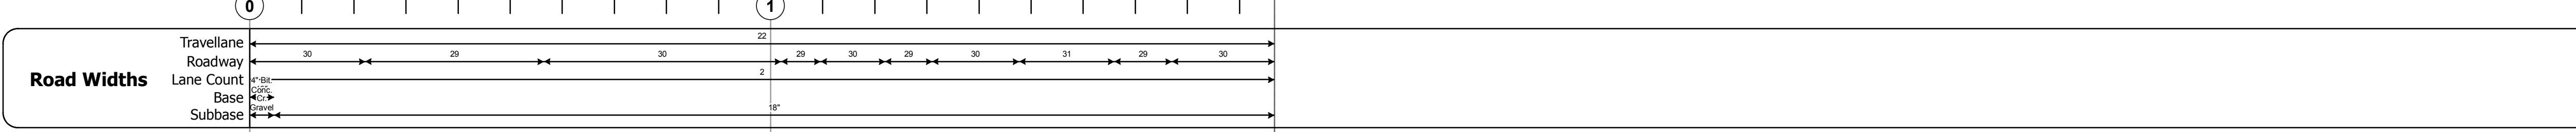 0 1
Travellane 22
Roadway 30 29 30 29 30 29 30 31 29 30
Road Widths
Lane Count 2
4" Bit.
Conc.
Base Cr.
Gravel 18"
Subbase